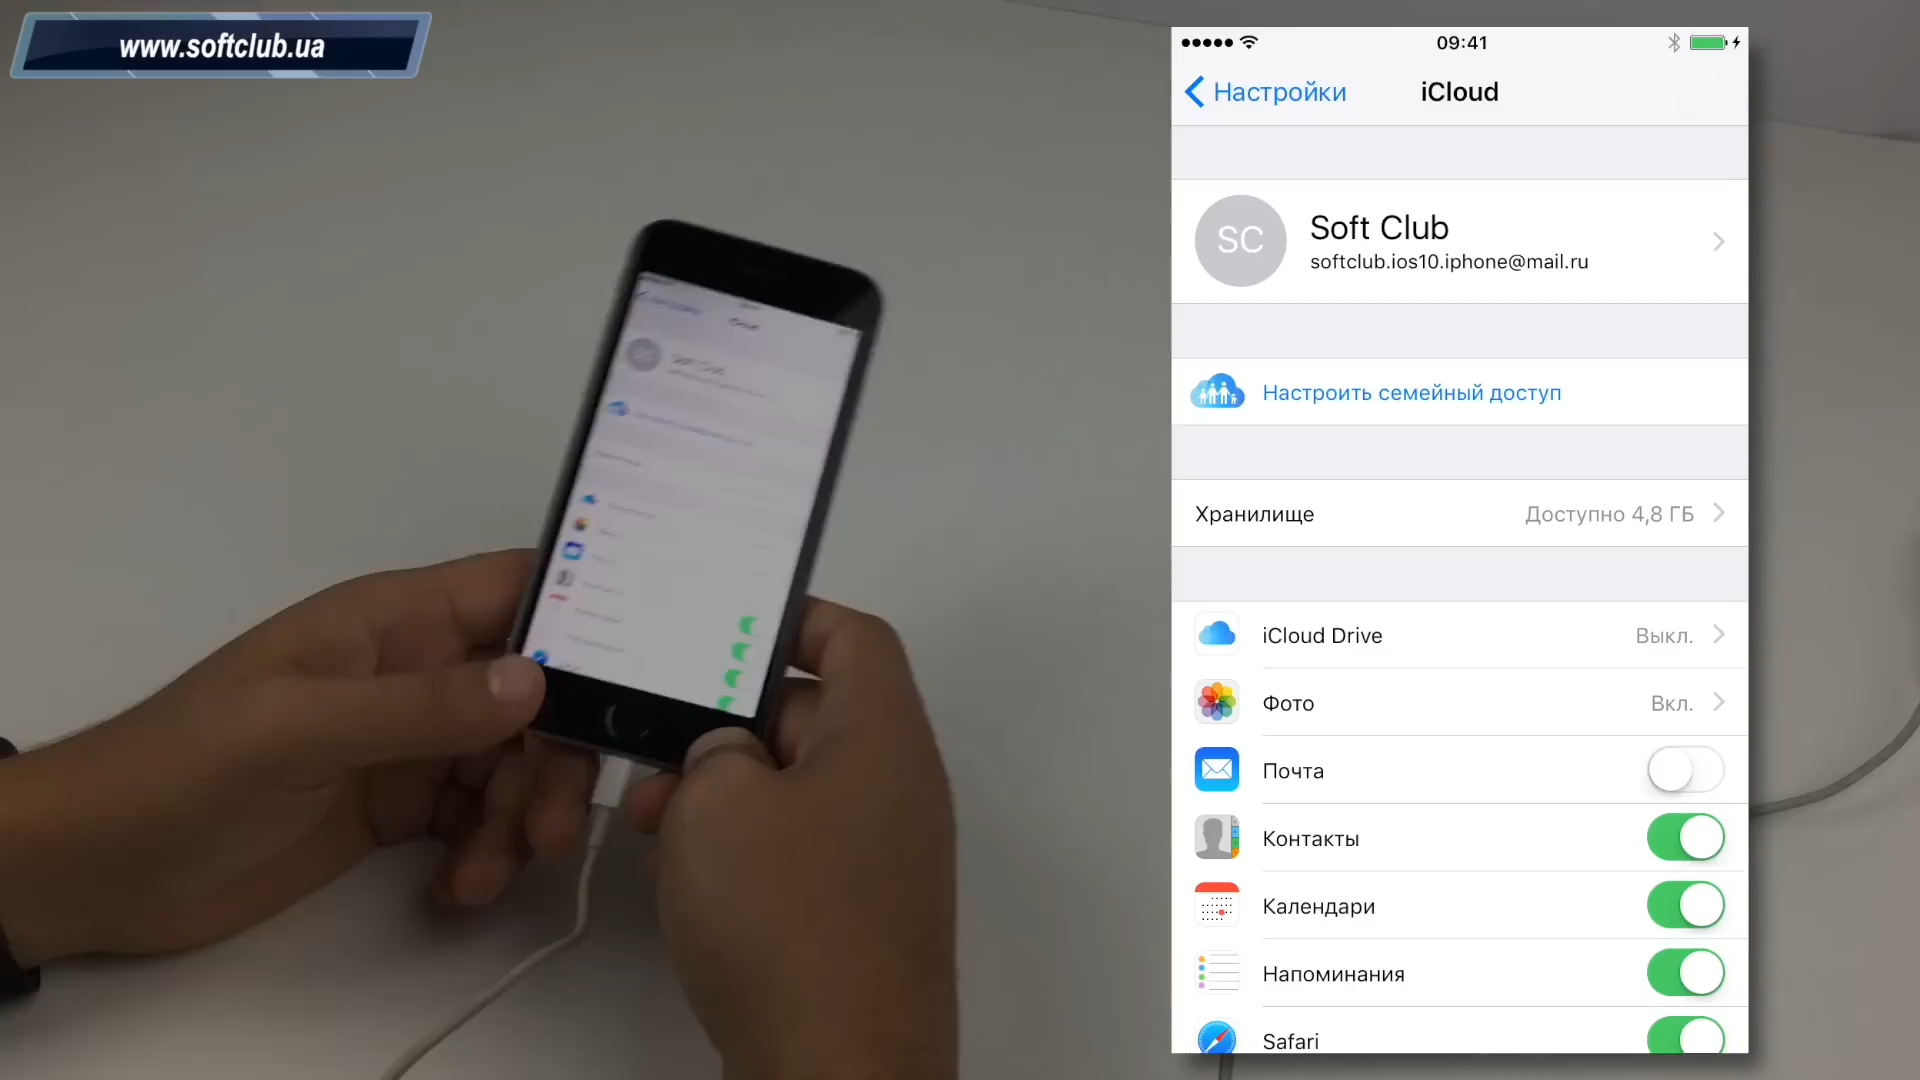 www.softclub.ua
09:41
Настройки
iCloud
SC
Soft Club
softclub.ios10.iphone@mail.ru
Настроить семейный доступ
Хранилище
Доступно 4,8 ГБ
iCloud Drive
Выкл.
Фото
Вкл.
Почта
Контакты
Календари
Напоминания
Safari